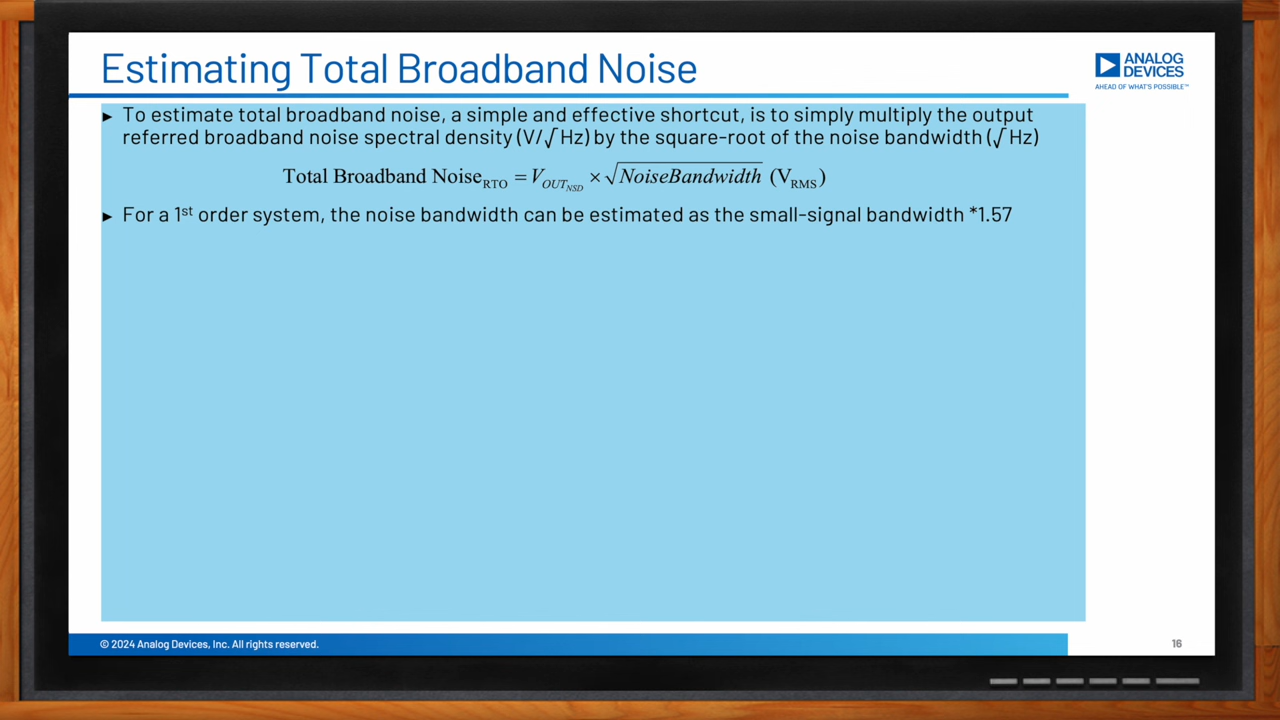 Estimating Total Broadband Noise
ANALOG
DEVICES
AHEAD OF WHAT'S POSSIBLE™
► To estimate total broadband noise, a simple and effective shortcut, is to simply multiply the output
referred broadband noise spectral density (V/√Hz) by the square-root of the noise bandwidth (√Hz)
Total Broadband Noise_RTO = V_OUT_NSD × √NoiseBandwidth (V_RMS)
► For a 1st order system, the noise bandwidth can be estimated as the small-signal bandwidth *1.57
© 2024 Analog Devices, Inc. All rights reserved.
16